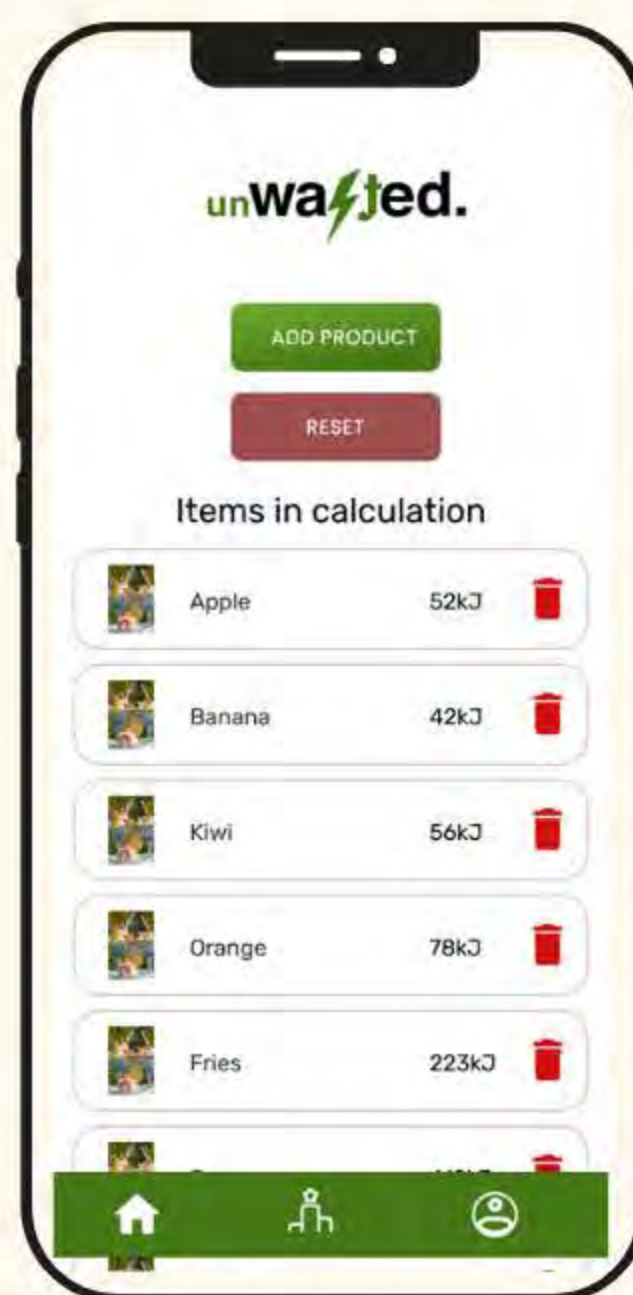 unwasted.
ADD PRODUCT
RESET
Items in calculation
Apple 52kJ
Banana 42kJ
Kiwi 56kJ
Orange 78kJ
Fries 223kJ